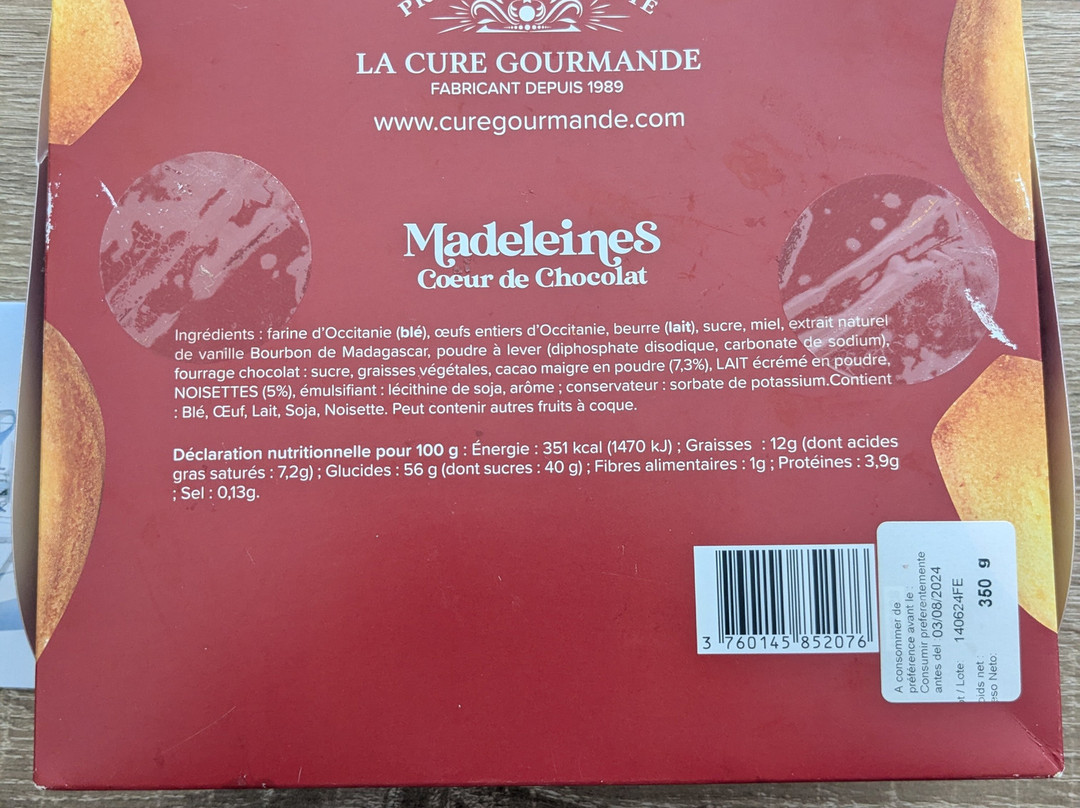 LA CURE GOURMANDE
FABRICANT DEPUIS 1989
www.curegourmande.com
Madeleines
Coeur de Chocolat
Ingrédients : farine d'Occitanie (blé), œufs entiers d'Occitanie, beurre (lait), sucre, miel, extrait naturel
de vanille Bourbon de Madagascar, poudre à lever (diphosphate disodique, carbonate de sodium),
fourrage chocolat : sucre, graisses végétales, cacao maigre en poudre (7,3%), LAIT écrémé en poudre,
NOISETTES (5%), émulsifiant : lécithine de soja, arôme ; conservateur : sorbate de potassium.Contient
: Blé, Œuf, Lait, Soja, Noisette. Peut contenir autres fruits à coque.
Déclaration nutritionnelle pour 100 g : Énergie : 351 kcal (1470 kJ) ; Graisses : 12g (dont acides
gras saturés : 7,2g) ; Glucides : 56 g (dont sucres : 40 g) ; Fibres alimentaires : 1g ; Protéines : 3,9g
; Sel : 0,13g.
3 760145 852076
A consommer de
préférence avant le :
Consumir preferentemente
antes del 03/08/2024
/ Lote 140624FE
net :
Neto: 350 g